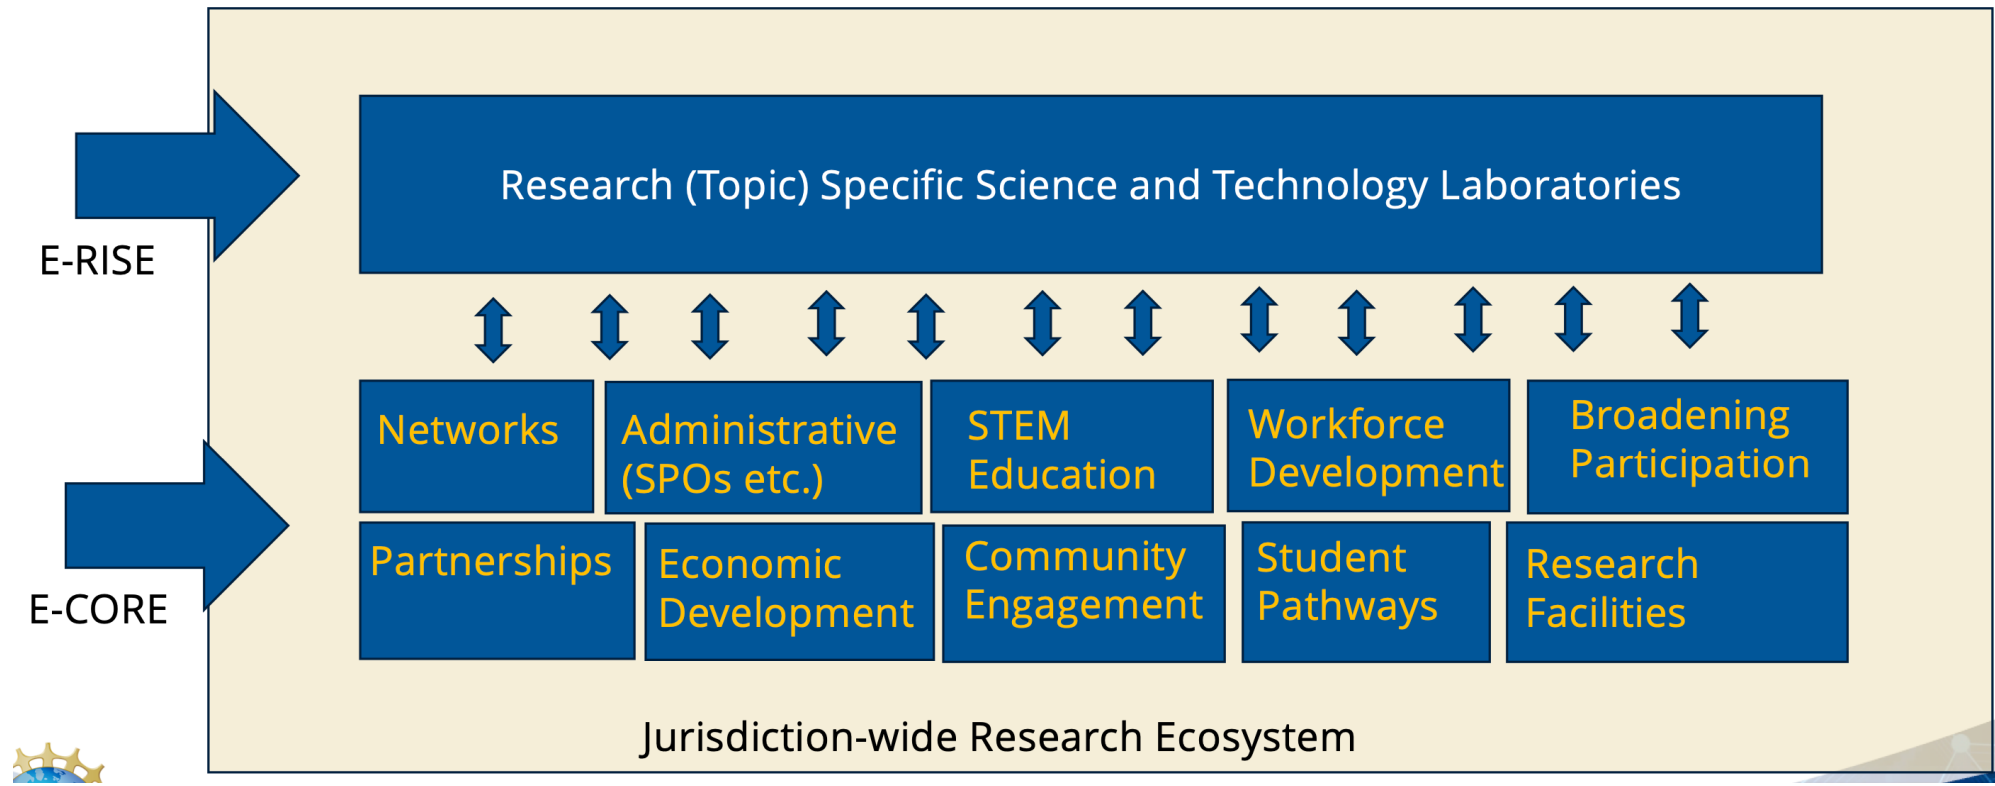 Research (Topic) Specific Science and Technology Laboratories
E-RISE
Networks
Administrative
(SPOs etc.)
STEM
Education
Workforce
Development
Broadening
Participation
E-CORE
Partnerships
Economic
Development
Community
Engagement
Student
Pathways
Research
Facilities
Jurisdiction-wide Research Ecosystem